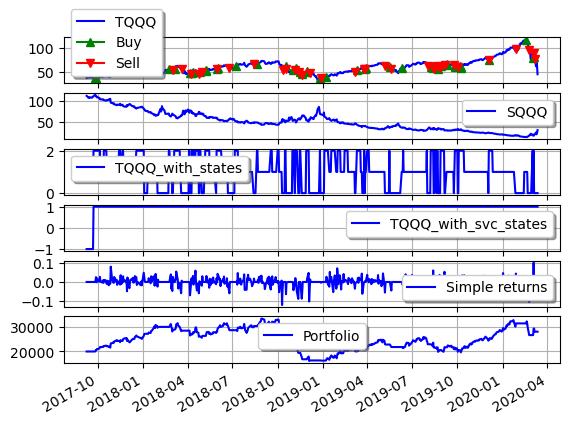 TQQQ
Buy
Sell
100
50
SQQQ
100
50
TQQQ_with_states
2
1
0
TQQQ_with_svc_states
1
0
−1
Simple returns
0.1
0.0
−0.1
Portfolio
30000
20000
2017-10 2018-01 2018-04 2018-07 2018-10 2019-01 2019-04 2019-07 2019-10 2020-01 2020-04